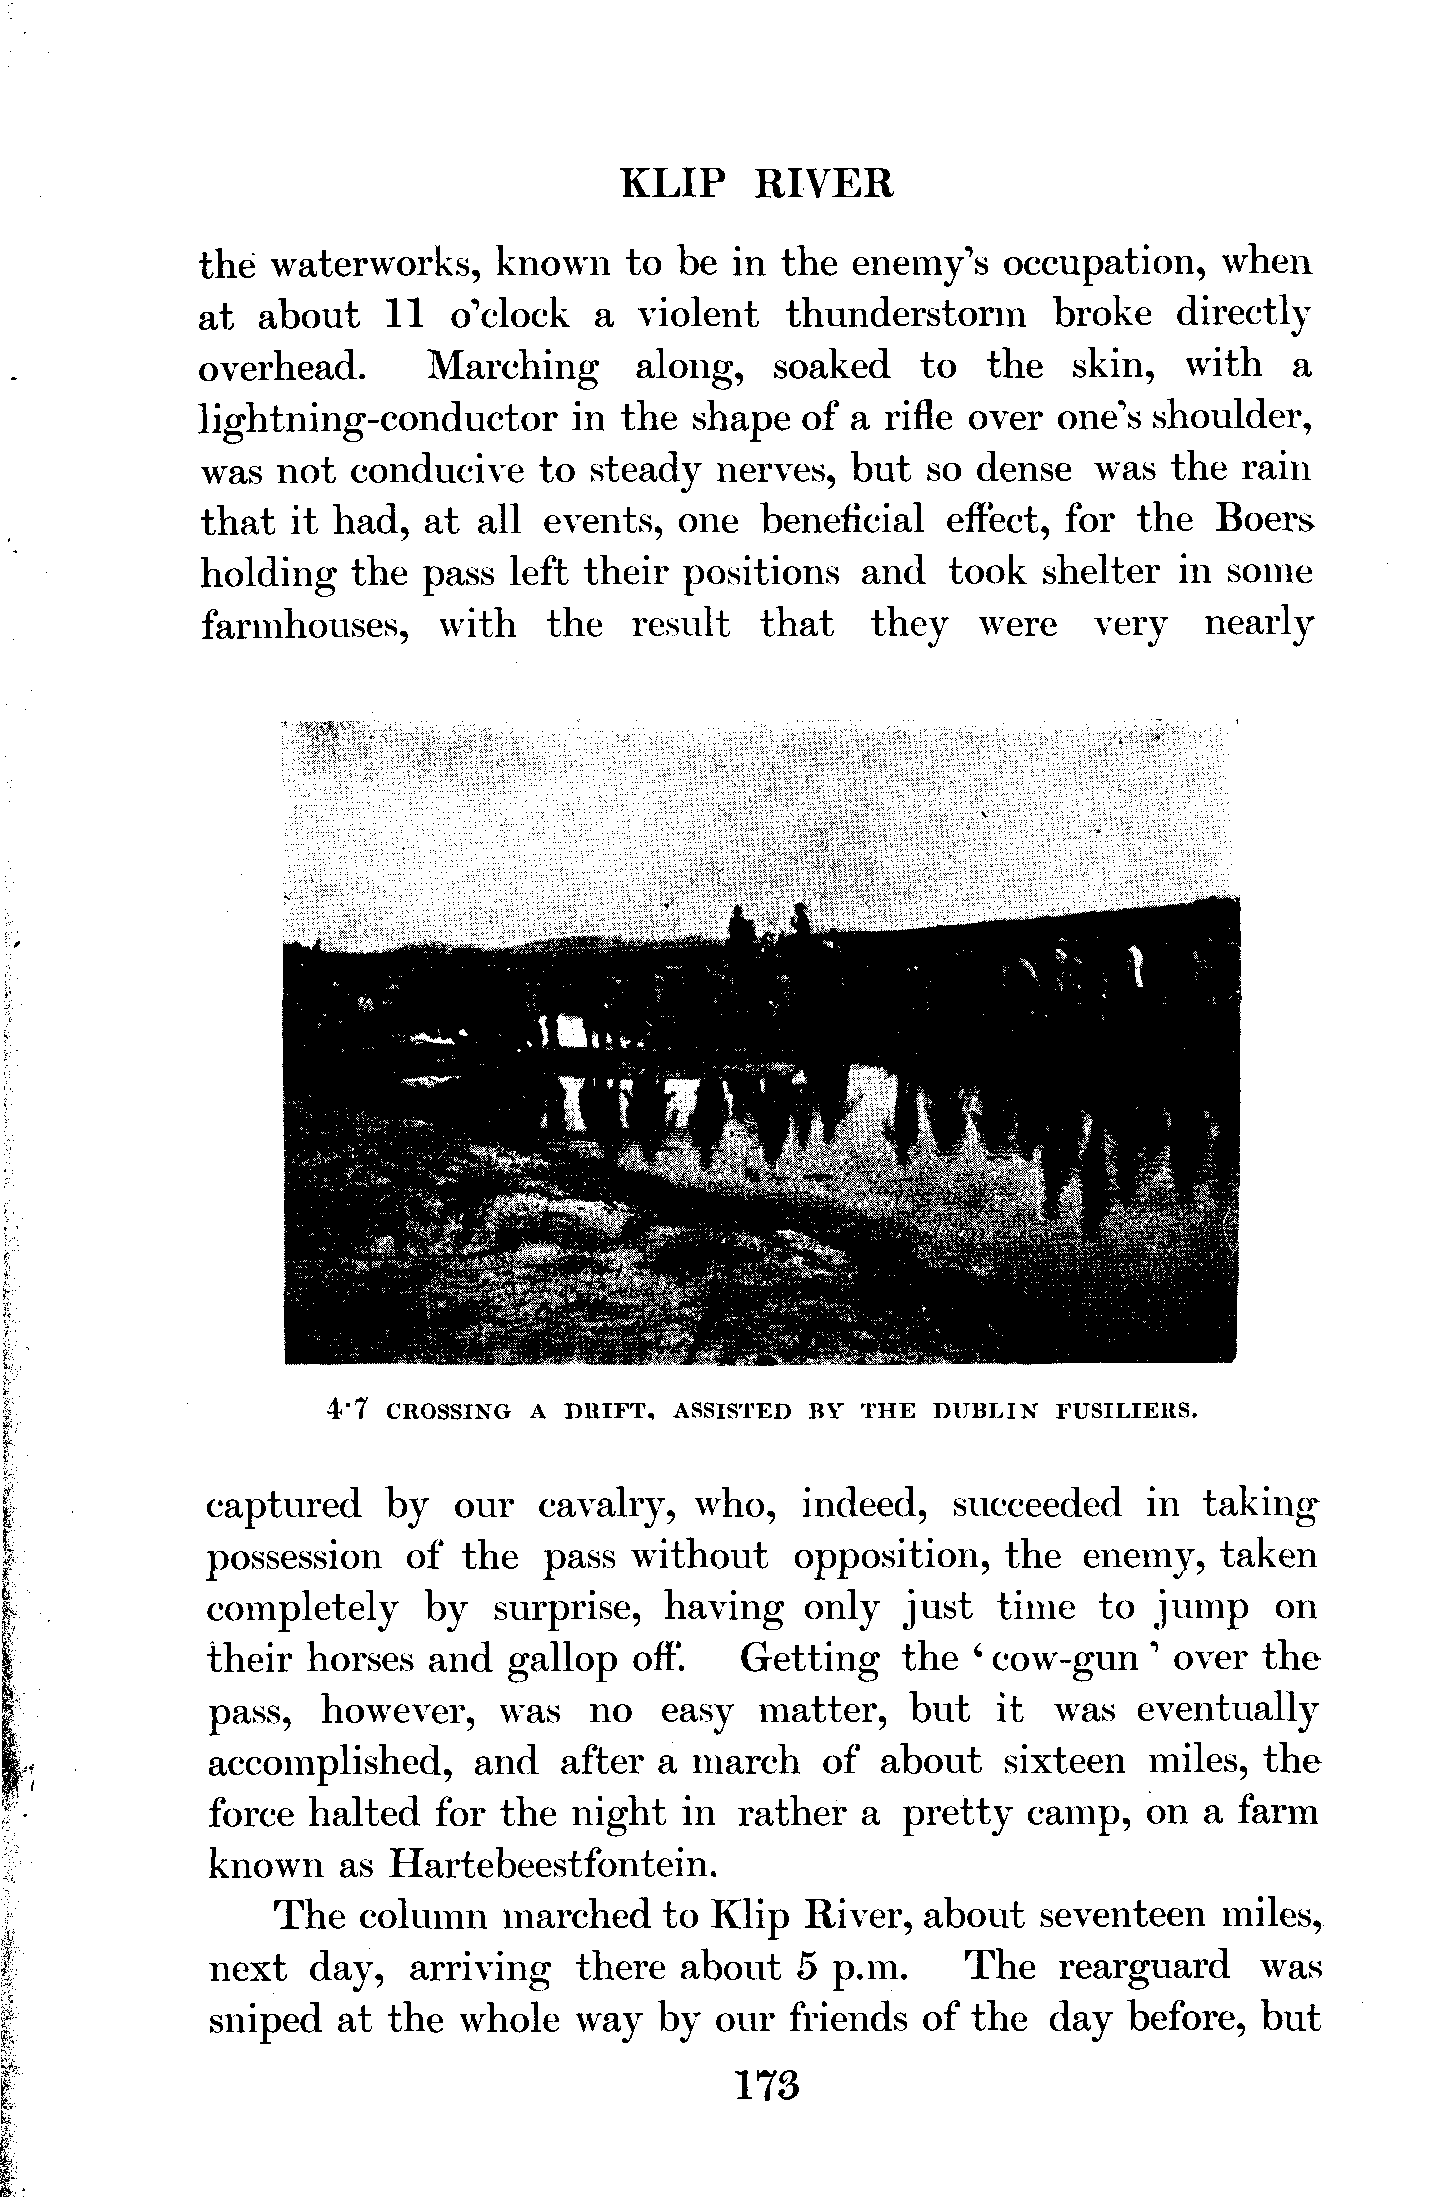 KLIP RIVER
the waterworks, known to be in the enemy's occupation, when
at about 11 o'clock a violent thunderstorm broke directly
overhead. Marching along, soaked to the skin, with a
lightning-conductor in the shape of a rifle over one's shoulder,
was not conducive to steady nerves, but so dense was the rain
that it had, at all events, one beneficial effect, for the Boers
holding the pass left their positions and took shelter in some
farmhouses, with the result that they were very nearly
4·7 CROSSING A DRIFT, ASSISTED BY THE DUBLIN FUSILIERS.
captured by our cavalry, who, indeed, succeeded in taking
possession of the pass without opposition, the enemy, taken
completely by surprise, having only just time to jump on
their horses and gallop off. Getting the ‘cow-gun’ over the
pass, however, was no easy matter, but it was eventually
accomplished, and after a march of about sixteen miles, the
force halted for the night in rather a pretty camp, on a farm
known as Hartebeestfontein.
The column marched to Klip River, about seventeen miles,
next day, arriving there about 5 p.m. The rearguard was
sniped at the whole way by our friends of the day before, but
173